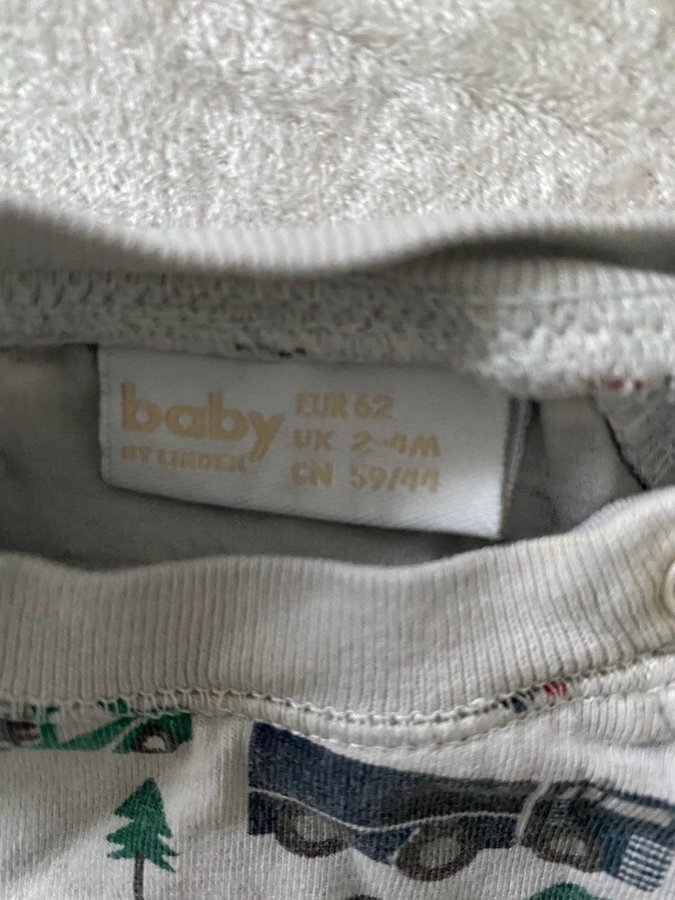 baby
BY LINDEX
EUR 62
UK 2-4M
CN 59/44